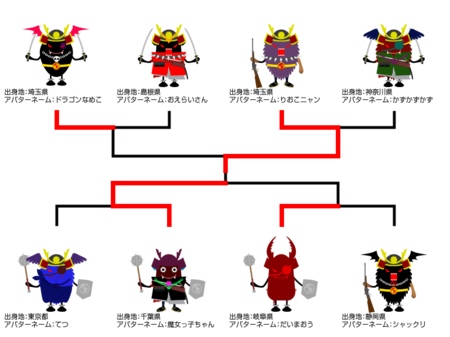 出身地：埼玉県
アバターネーム：ドラゴンなめこ
出身地：島根県
アバターネーム：おえらいさん
出身地：埼玉県
アバターネーム：りおこニャン
出身地：神奈川県
アバターネーム：かずかずかず
出身地：東京都
アバターネーム：てつ
出身地：千葉県
アバターネーム：魔女っ子ちゃん
出身地：岐阜県
アバターネーム：だいまおう
出身地：静岡県
アバターネーム：シャックリ